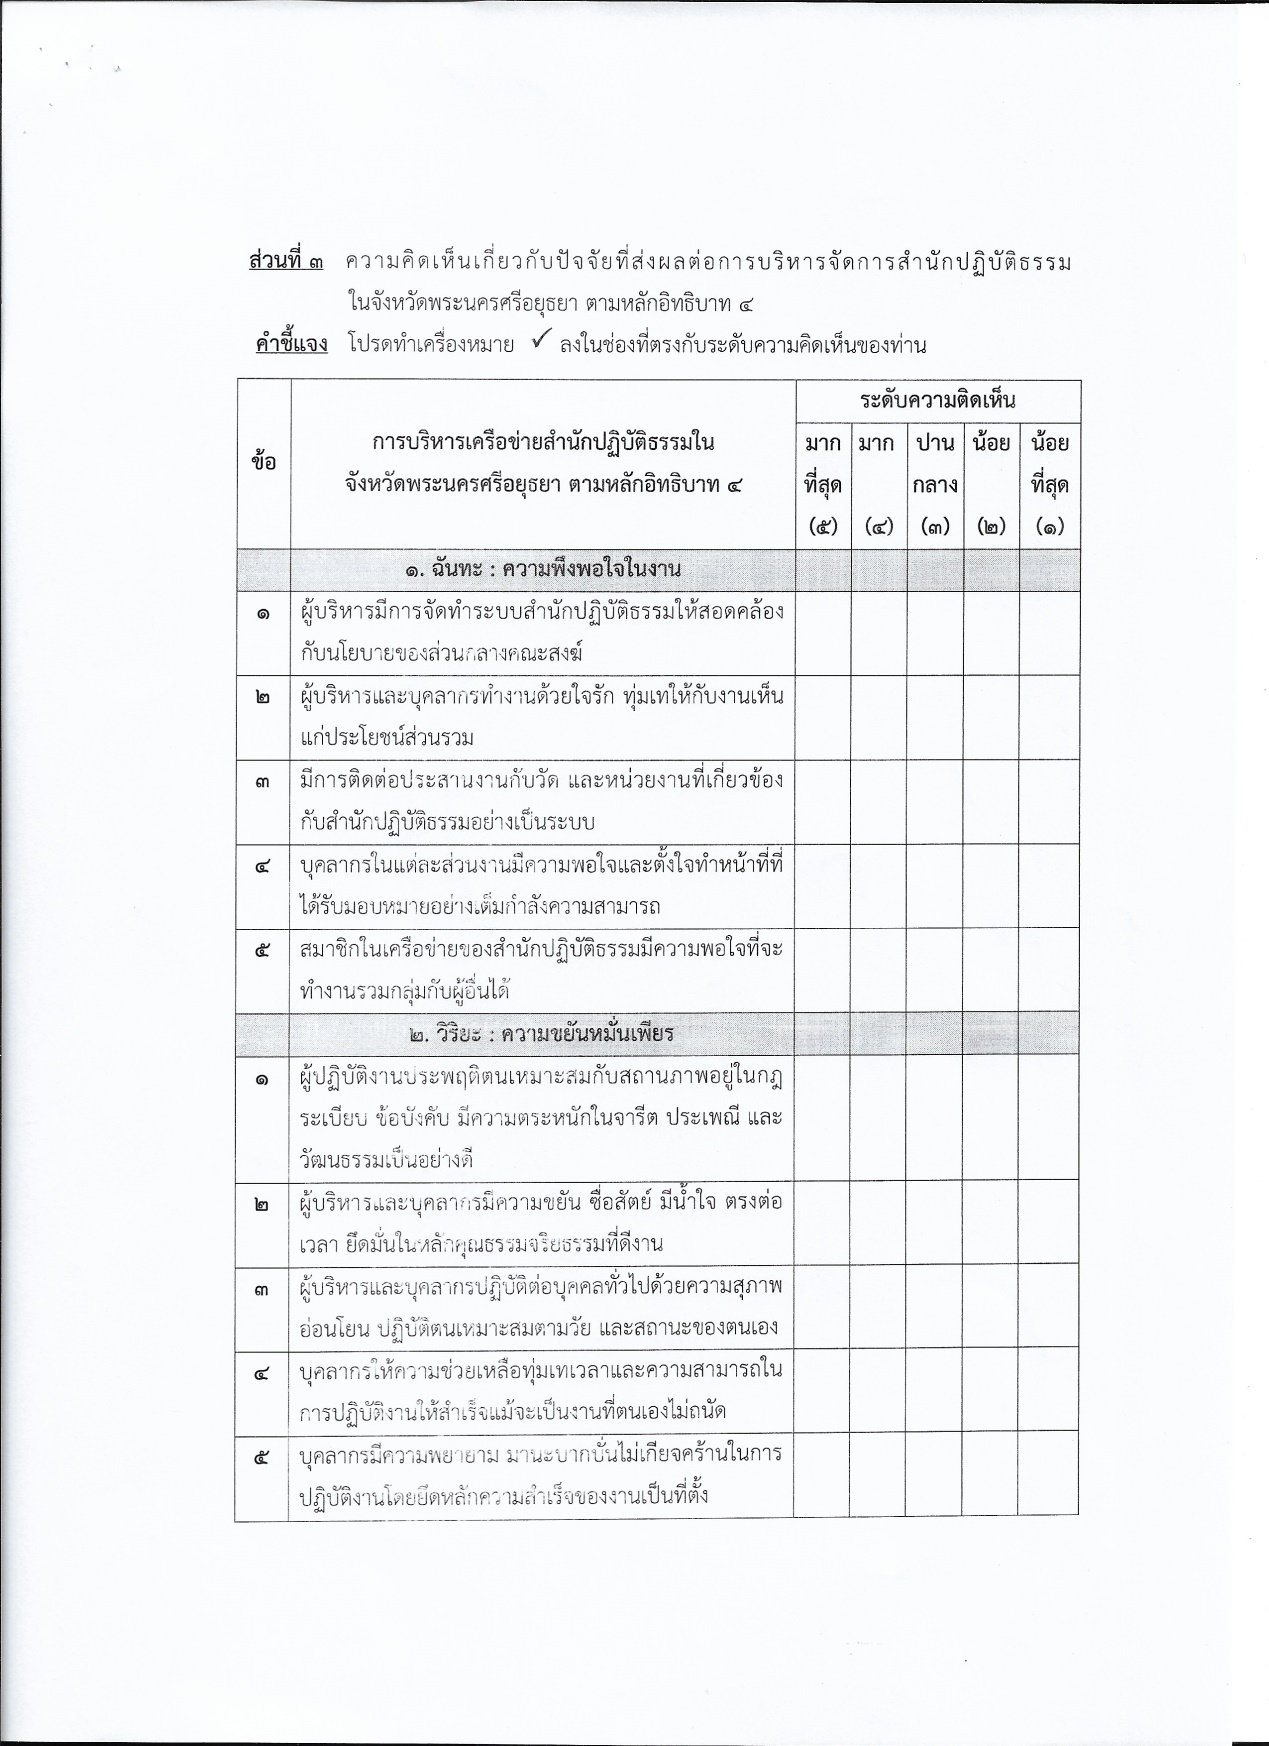 ส่วนที่ ๓ ความคิดเห็นเกี่ยวกับปัจจัยที่ส่งผลต่อการบริหารจัดการสำนักปฏิบัติธรรม
ในจังหวัดพระนครศรีอยุธยา ตามหลักอิทธิบาท ๔
คำชี้แจง โปรดทำเครื่องหมาย ✓ ลงในช่องที่ตรงกับระดับความคิดเห็นของท่าน
ข้อ
การบริหารเครือข่ายสำนักปฏิบัติธรรมใน
จังหวัดพระนครศรีอยุธยา ตามหลักอิทธิบาท ๔
ระดับความติดเห็น
มาก มาก ปาน น้อย น้อย
ที่สุด กลาง ที่สุด
(๕) (๔) (๓) (๒) (๑)
๑. ฉันทะ : ความพึงพอใจในงาน
๑ ผู้บริหารมีการจัดทำระบบสำนักปฏิบัติธรรมให้สอดคล้อง
กับนโยบายของส่วนกลางคณะสงฆ์
๒ ผู้บริหารและบุคลากรทำงานด้วยใจรัก ทุ่มเทให้กับงานเห็น
แก่ประโยชน์ส่วนรวม
๓ มีการติดต่อประสานงานกับวัด และหน่วยงานที่เกี่ยวข้อง
กับสำนักปฏิบัติธรรมอย่างเป็นระบบ
๔ บุคลากรในแต่ละส่วนงานมีความพอใจและตั้งใจทำหน้าที่ที่
ได้รับมอบหมายอย่างเต็มกำลังความสามารถ
๕ สมาชิกในเครือข่ายของสำนักปฏิบัติธรรมมีความพอใจที่จะ
ทำงานรวมกลุ่มกับผู้อื่นได้
๒. วิริยะ : ความขยันหมั่นเพียร
๑ ผู้ปฏิบัติงานประพฤติตนเหมาะสมกับสถานภาพอยู่ในกฎ
ระเบียบ ข้อบังคับ มีความตระหนักในจารีต ประเพณี และ
วัฒนธรรมเป็นอย่างดี
๒ ผู้บริหารและบุคลากรมีความขยัน ซื่อสัตย์ มีน้ำใจ ตรงต่อ
เวลา ยึดมั่นในหลักคุณธรรมจริยธรรมที่ดีงาน
๓ ผู้บริหารและบุคลากรปฏิบัติต่อบุคคลทั่วไปด้วยความสุภาพ
อ่อนโยน ปฏิบัติตนเหมาะสมตามวัย และสถานะของตนเอง
๔ บุคลากรให้ความช่วยเหลือทุ่มเทเวลาและความสามารถใน
การปฏิบัติงานให้สำเร็จแม้จะเป็นงานที่ตนเองไม่ถนัด
๕ บุคลากรมีความพยายาม มานะบากบั่นไม่เกียจคร้านในการ
ปฏิบัติงานโดยยึดหลักความสำเร็จของงานเป็นที่ตั้ง